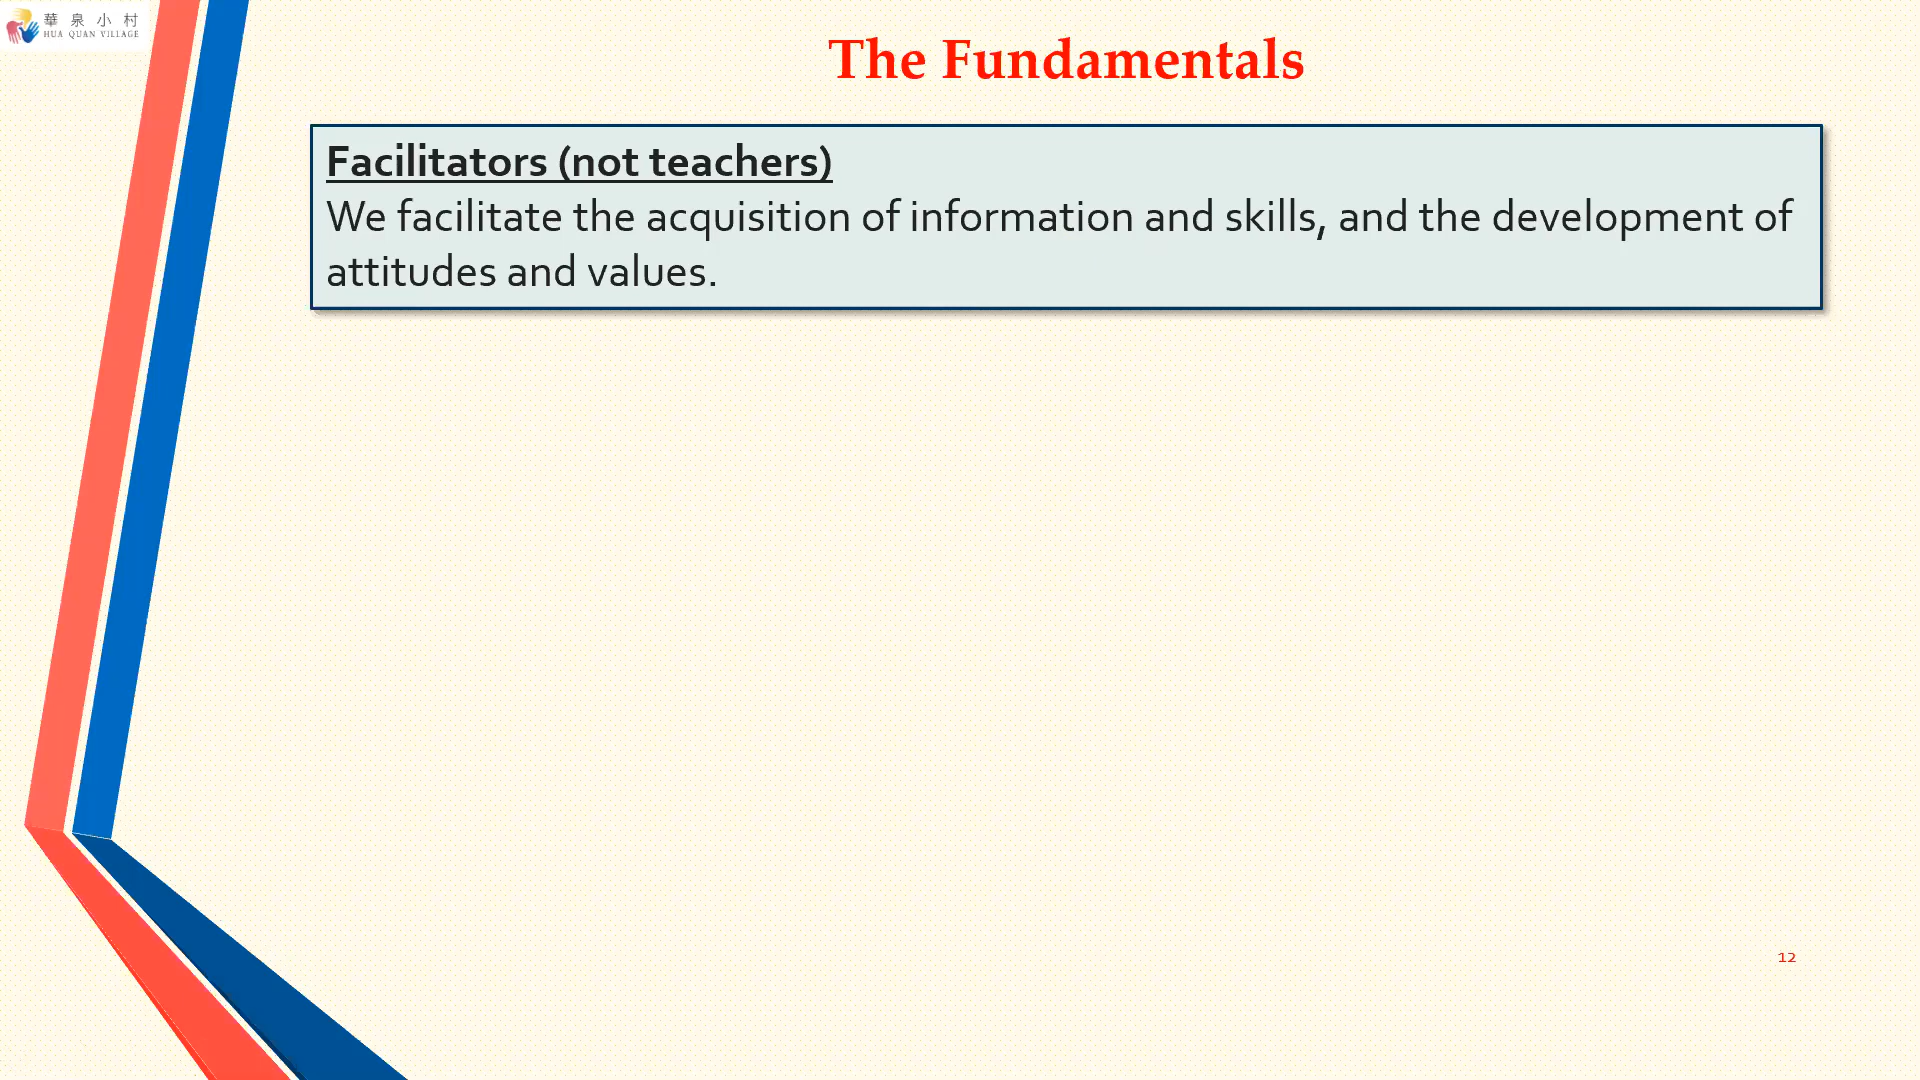 華泉小村
HUA QUAN VILLAGE
The Fundamentals
Facilitators (not teachers)
We facilitate the acquisition of information and skills, and the development of
attitudes and values.
12